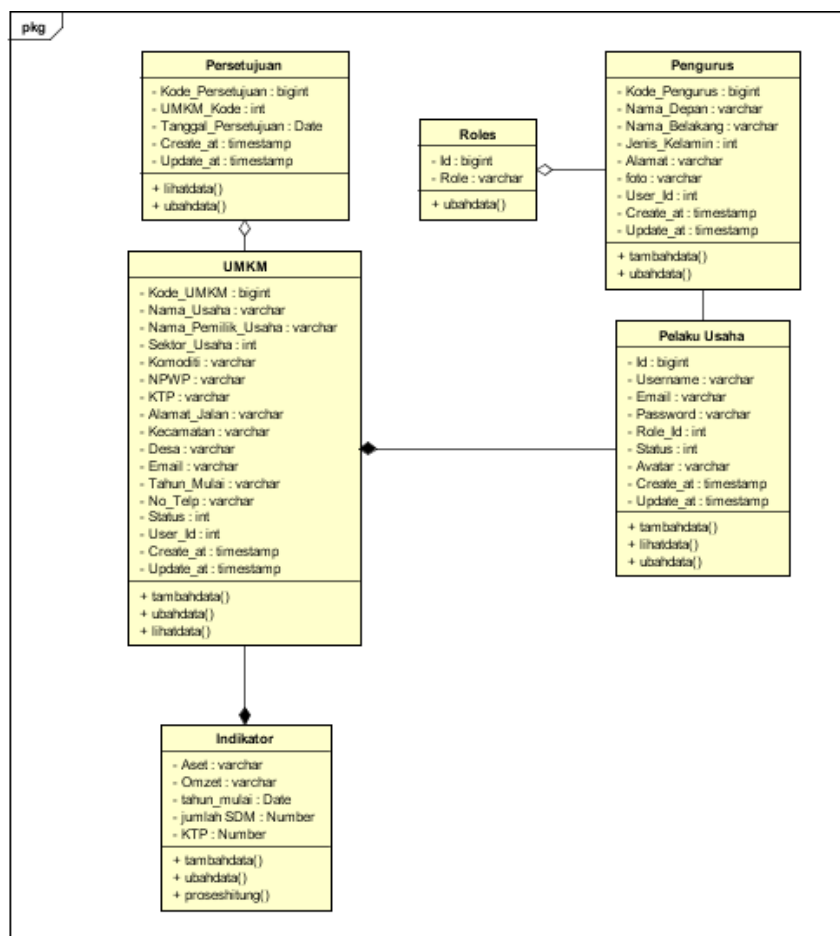 pkg
Persetujuan
- Kode_Persetujuan : bigint
- UMKM_Kode : int
- Tanggal_Persetujuan : Date
- Create_at : timestamp
- Update_at : timestamp
+ lihatdata()
+ ubahdata()
Roles
- Id : bigint
- Role : varchar
+ ubahdata()
Pengurus
- Kode_Pengurus : bigint
- Nama_Depan : varchar
- Nama_Belakang : varchar
- Jenis_Kelamin : int
- Alamat : varchar
- foto : varchar
- User_Id : int
- Create_at : timestamp
- Update_at : timestamp
+ tambahdata()
+ ubahdata()
UMKM
- Kode_UMKM : bigint
- Nama_Usaha : varchar
- Nama_Pemilik_Usaha : varchar
- Sektor_Usaha : int
- Komoditi : varchar
- NPWP : varchar
- KTP : varchar
- Alamat_Jalan : varchar
- Kecamatan : varchar
- Desa : varchar
- Email : varchar
- Tahun_Mulai : varchar
- No_Telp : varchar
- Status : int
- User_Id : int
- Create_at : timestamp
- Update_at : timestamp
+ tambahdata()
+ ubahdata()
+ lihatdata()
Pelaku Usaha
- Id : bigint
- Username : varchar
- Email : varchar
- Password : varchar
- Role_Id : int
- Status : int
- Avatar : varchar
- Create_at : timestamp
- Update_at : timestamp
+ tambahdata()
+ lihatdata()
+ ubahdata()
Indikator
- Aset : varchar
- Omzet : varchar
- tahun_mulai : Date
- jumlah SDM : Number
- KTP : Number
+ tambahdata()
+ ubahdata()
+ proseshitung()